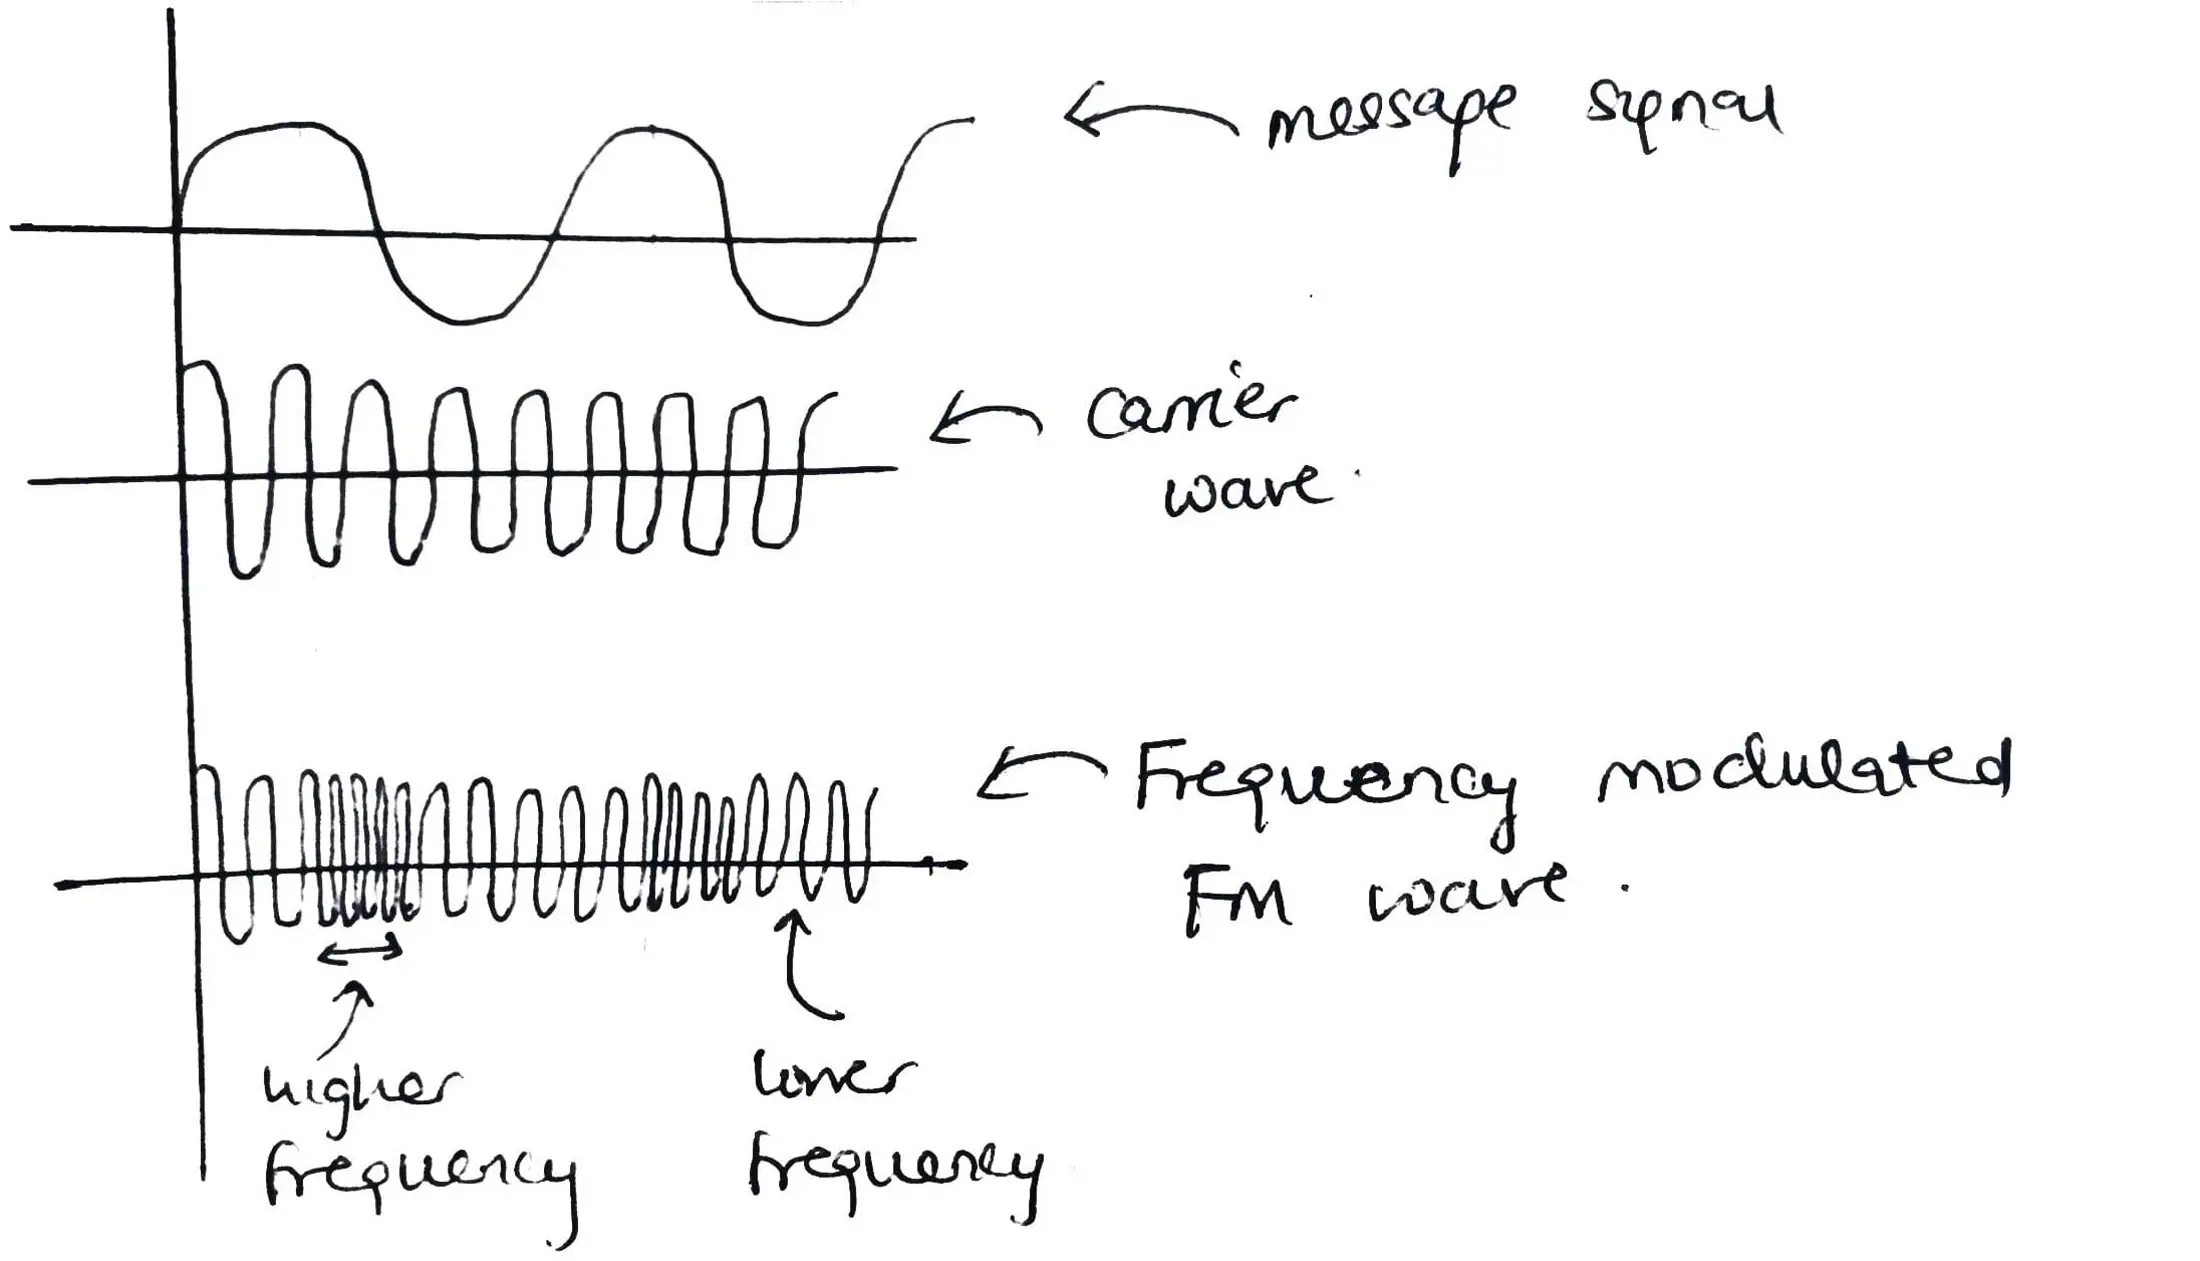 message signal
carrier
wave.
Frequency modulated
FM wave.
higher
frequency
lower
frequency